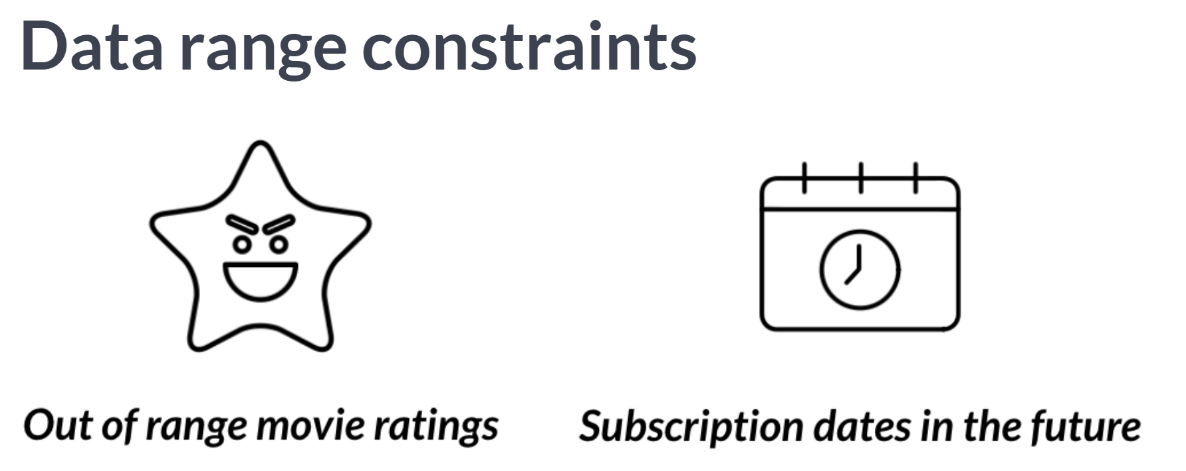 Data range constraints
Out of range movie ratings
Subscription dates in the future